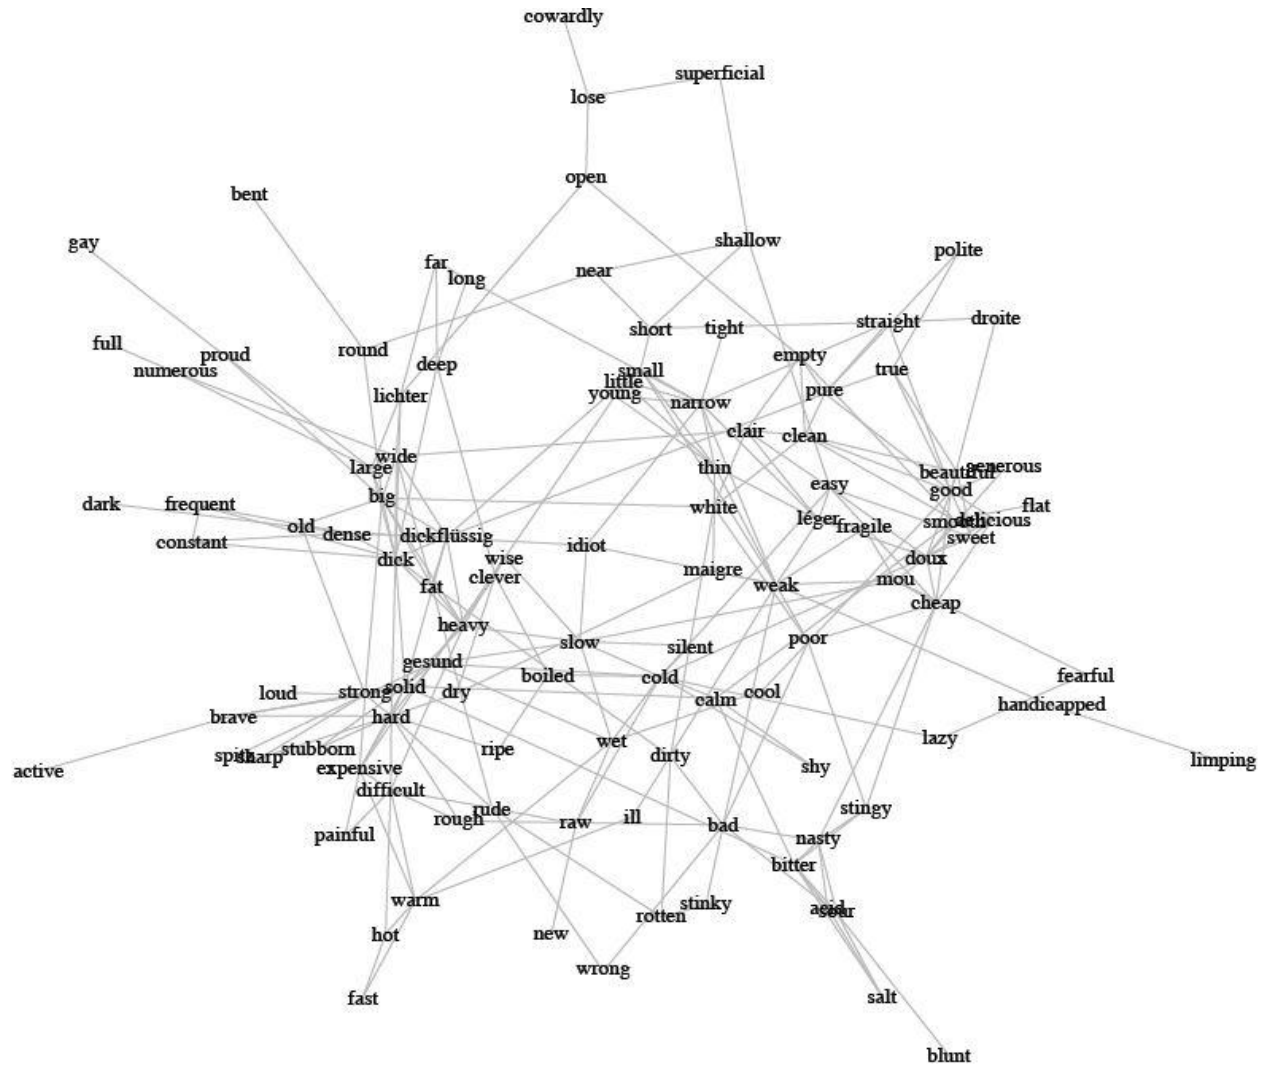 cowardly
superficial
lose
open
bent
gay
shallow
polite
far
near
long
droite
straight
short
tight
full
round
proud
empty
deep
true
numerous
small
little
pure
young
lichter
narrow
clair
clean
wide
large
thin
beautiful
generous
easy
good
big
dark
frequent
white
flat
léger
fragile
smooth
delicious
old
dense
dickflüssig
sweet
constant
idiot
dick
wise
doux
maigre
clever
mou
fat
weak
cheap
heavy
poor
slow
silent
gesund
boiled
cold
fearful
loud
strong
solid
dry
cool
calm
handicapped
brave
hard
lazy
wet
stubborn
ripe
dirty
sharp
limping
active
expensive
shy
difficult
rude
stingy
rough
raw
ill
bad
painful
nasty
bitter
warm
stinky
acid
sour
rotten
hot
new
wrong
fast
salt
blunt